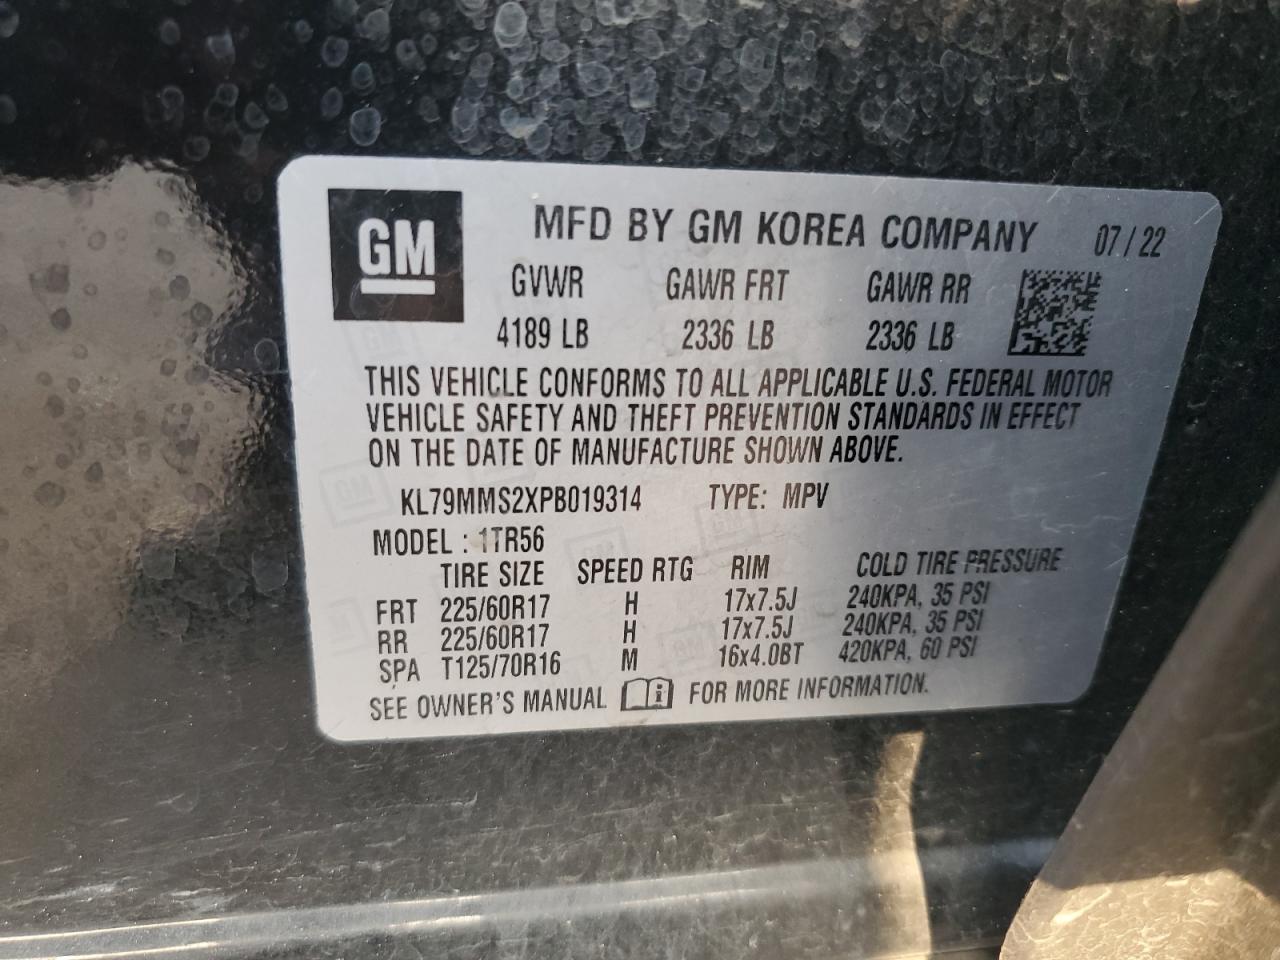 GM
MFD BY GM KOREA COMPANY 07/22
GVWR GAWR FRT GAWR RR
4189 LB 2336 LB 2336 LB
THIS VEHICLE CONFORMS TO ALL APPLICABLE U.S. FEDERAL MOTOR
VEHICLE SAFETY AND THEFT PREVENTION STANDARDS IN EFFECT
ON THE DATE OF MANUFACTURE SHOWN ABOVE.
KL79MMS2XPB019314 TYPE: MPV
MODEL : 1TR56
TIRE SIZE SPEED RTG RIM COLD TIRE PRESSURE
FRT 225/60R17 H 17x7.5J 240KPA, 35 PSI
RR 225/60R17 H 17x7.5J 240KPA, 35 PSI
SPA T125/70R16 M 16x4.0BT 420KPA, 60 PSI
SEE OWNER'S MANUAL FOR MORE INFORMATION.